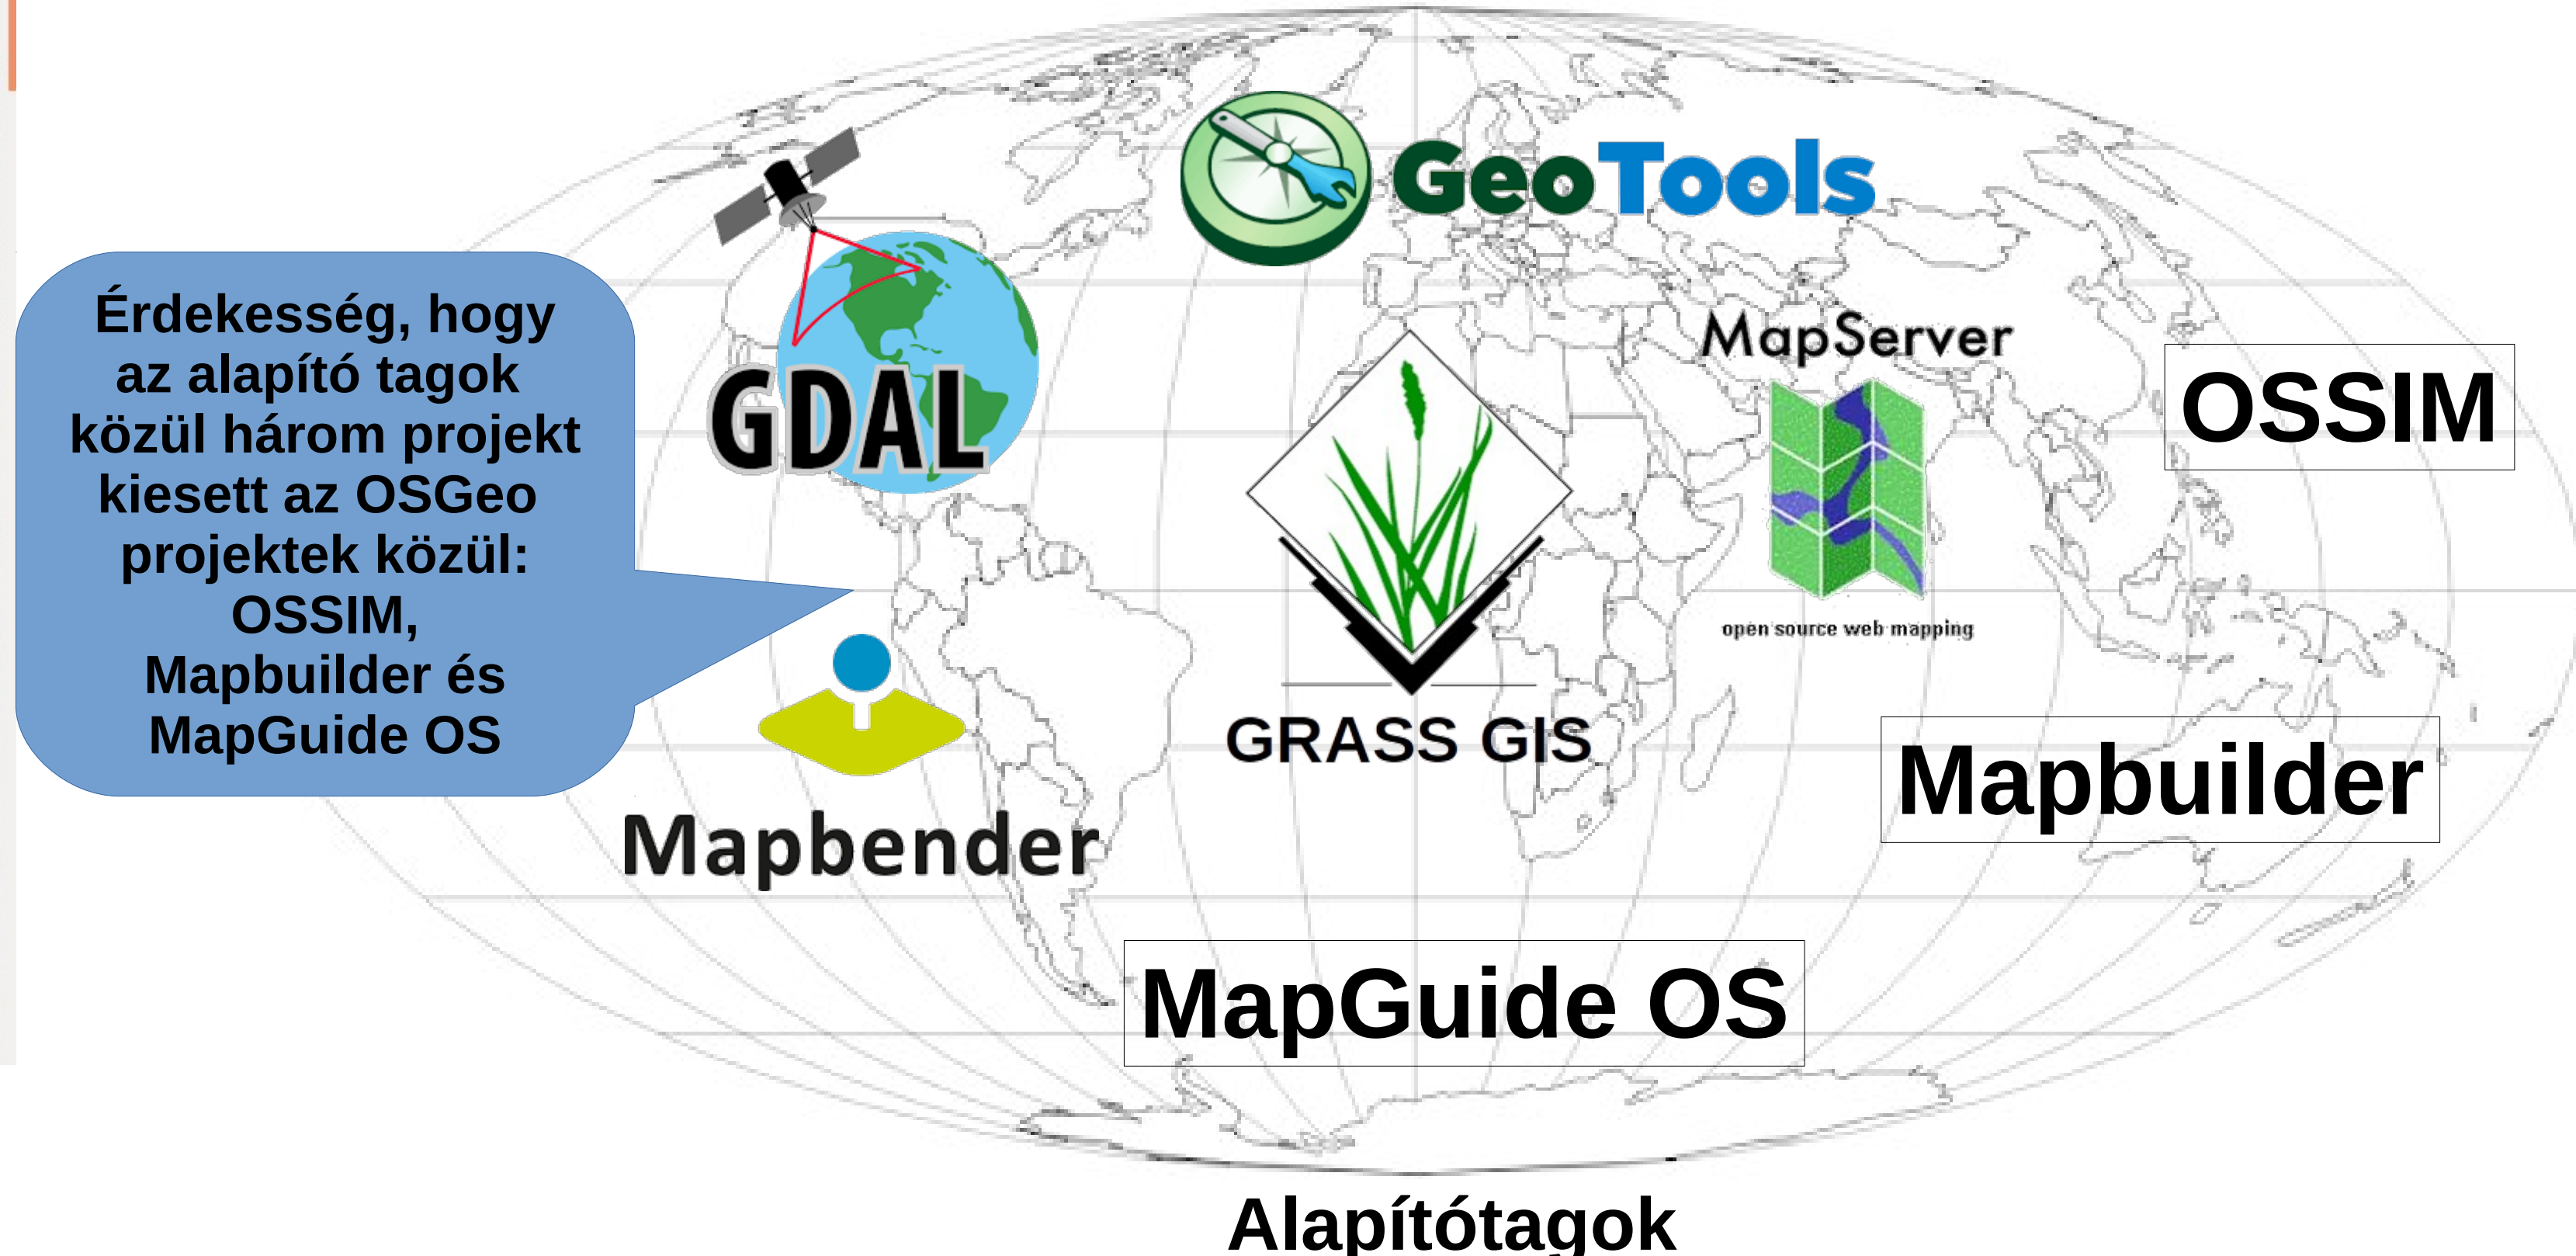 Érdekesség, hogy
az alapító tagok
közül három projekt
kiesett az OSGeo
projektek közül:
OSSIM,
Mapbuilder és
MapGuide OS
GeoTools
GDAL
MapServer
open source web mapping
OSSIM
GRASS GIS
Mapbender
Mapbuilder
MapGuide OS
Alapítótagok